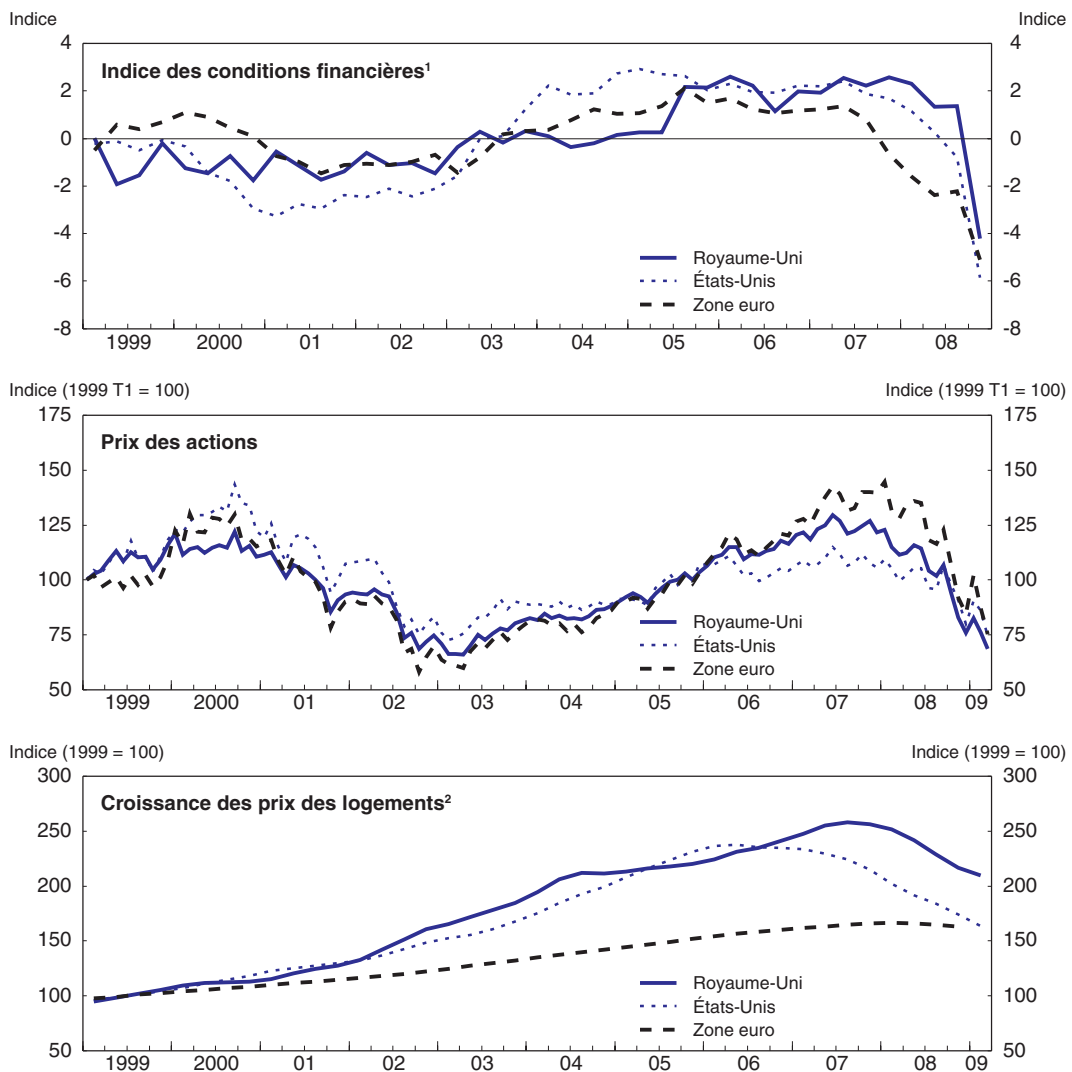 Indice Indice
4 4
Indice des conditions financières¹
2 2
0 0
-2 -2
-4 -4
Royaume-Uni
États-Unis
-6 -6
Zone euro
-8 -8
1999 2000 01 02 03 04 05 06 07 08
Indice (1999 T1 = 100) Indice (1999 T1 = 100)
175 175
Prix des actions
150 150
125 125
100 100
Royaume-Uni
75 75
États-Unis
Zone euro
50 50
1999 2000 01 02 03 04 05 06 07 08 09
Indice (1999 = 100) Indice (1999 = 100)
300 300
Croissance des prix des logements²
250 250
200 200
150 150
100 100
Royaume-Uni
États-Unis
Zone euro
50 50
1999 2000 01 02 03 04 05 06 07 08 09